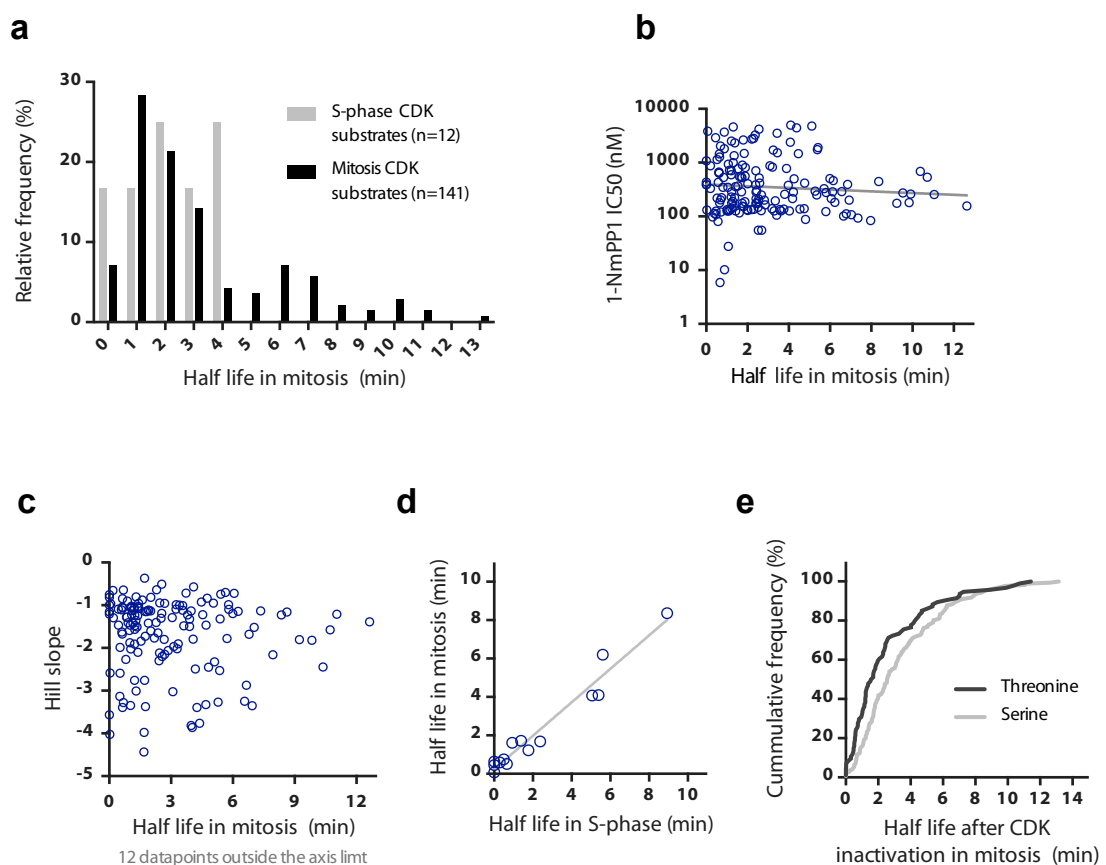 a
Relative frequency (%)
30
20
10
0
S-phase CDK
substrates (n=12)
Mitosis CDK
substrates (n=141)
0 1 2 3 4 5 6 7 8 9 10 11 12 13
Half life in mitosis (min)
b
1-NmPP1 IC50 (nM)
10000
1000
100
10
1
0 2 4 6 8 10 12
Half life in mitosis (min)
c
Hill slope
0
-1
-2
-3
-4
-5
0 3 6 9 12
Half life in mitosis (min)
12 datapoints outside the axis limt
d
Half life in mitosis (min)
10
8
6
4
2
0
0 2 4 6 8 10
Half life in S-phase (min)
e
Cummulative frequency (%)
100
80
60
40
20
0
Threonine
Serine
0 2 4 6 8 10 12 14
Half life after CDK
inactivation in mitosis (min)